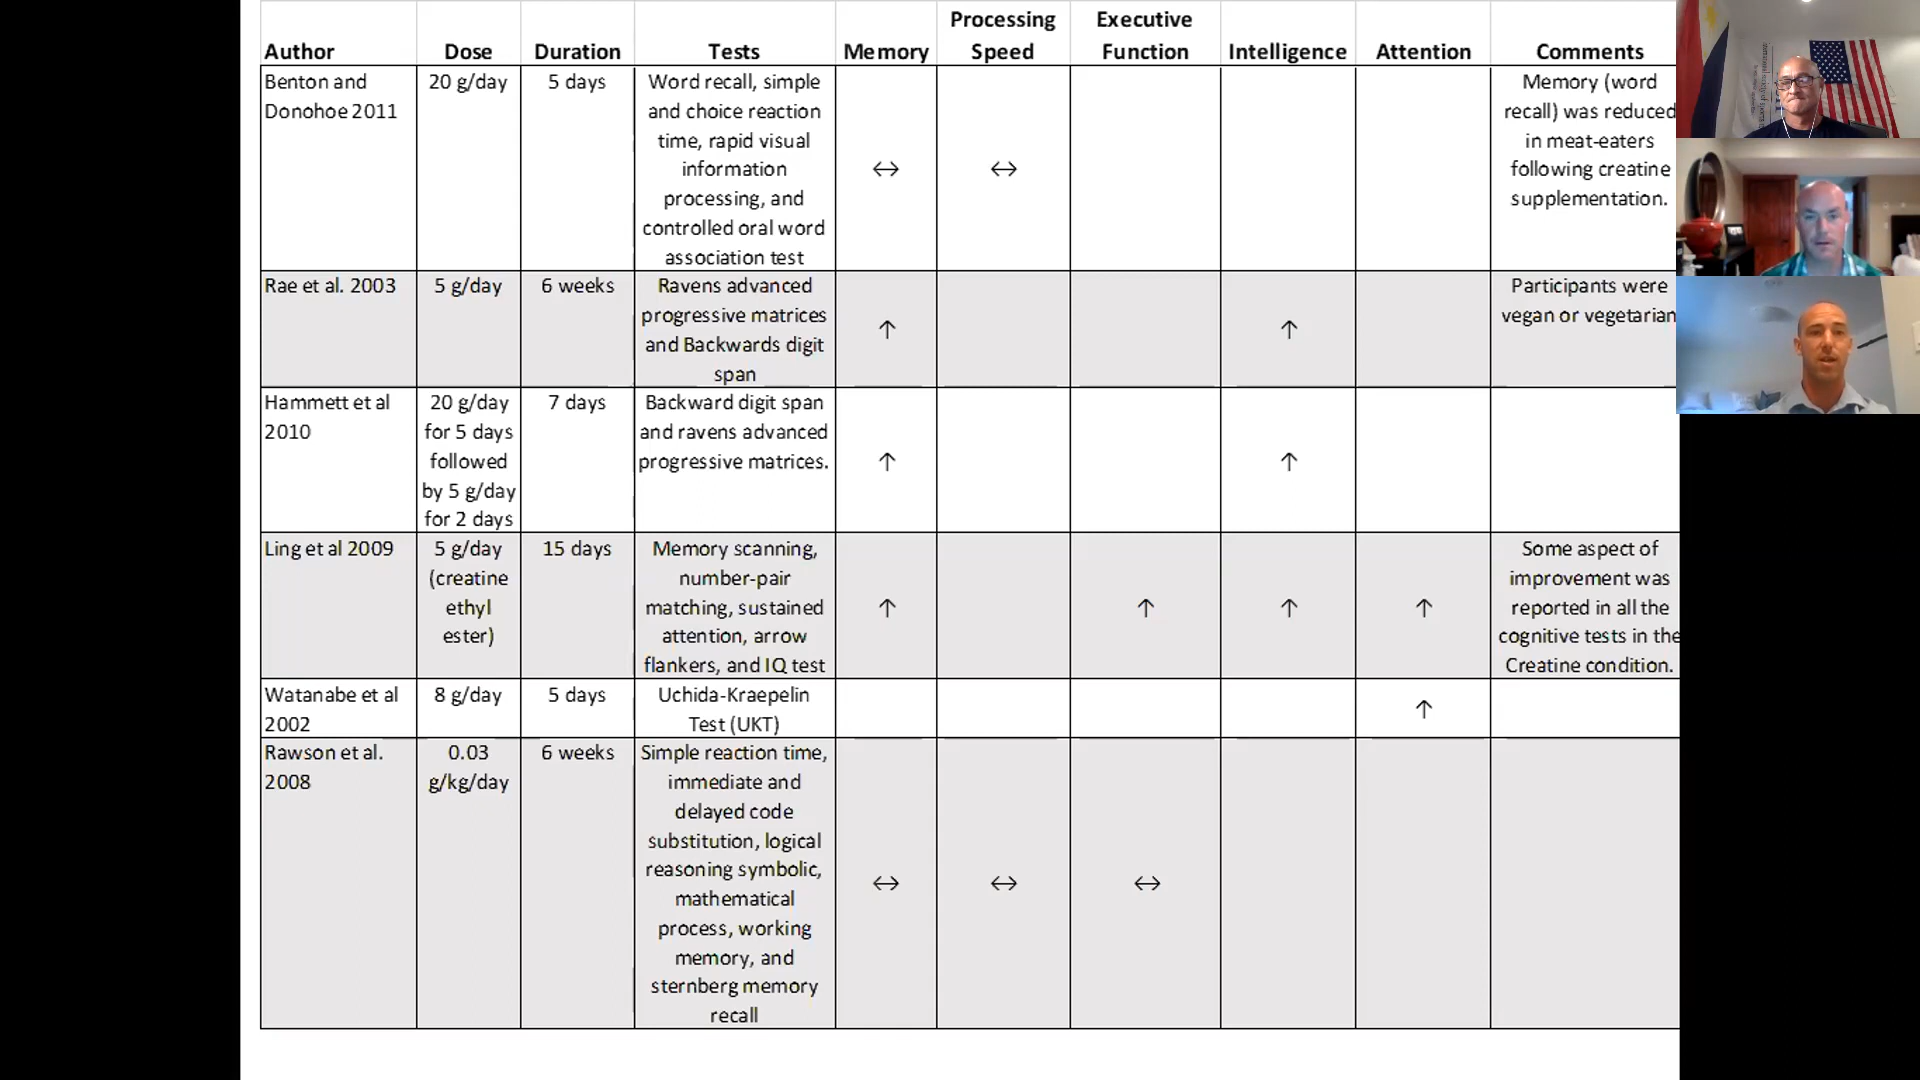 Author Dose Duration Tests Memory Processing Speed Executive Function Intelligence Attention Comments
Benton and
Donohoe 2011
20 g/day
5 days
Word recall, simple
and choice reaction
time, rapid visual
information
processing, and
controlled oral word
association test
↔
↔
Memory (word
recall) was reduced
in meat-eaters
following creatine
supplementation.
Rae et al. 2003
5 g/day
6 weeks
Ravens advanced
progressive matrices
and Backwards digit
span
↑
↑
Participants were
vegan or vegetarian
Hammett et al
2010
20 g/day
for 5 days
followed
by 5 g/day
for 2 days
7 days
Backward digit span
and ravens advanced
progressive matrices.
↑
↑
Ling et al 2009
5 g/day
(creatine
ethyl
ester)
15 days
Memory scanning,
number-pair
matching, sustained
attention, arrow
flankers, and IQ test
↑
↑
↑
↑
Some aspect of
improvement was
reported in all the
cognitive tests in the
Creatine condition.
Watanabe et al
2002
8 g/day
5 days
Uchida-Kraepelin
Test (UKT)
↑
Rawson et al.
2008
0.03
g/kg/day
6 weeks
Simple reaction time,
immediate and
delayed code
substitution, logical
reasoning symbolic,
mathematical
process, working
memory, and
sternberg memory
recall
↔
↔
↔